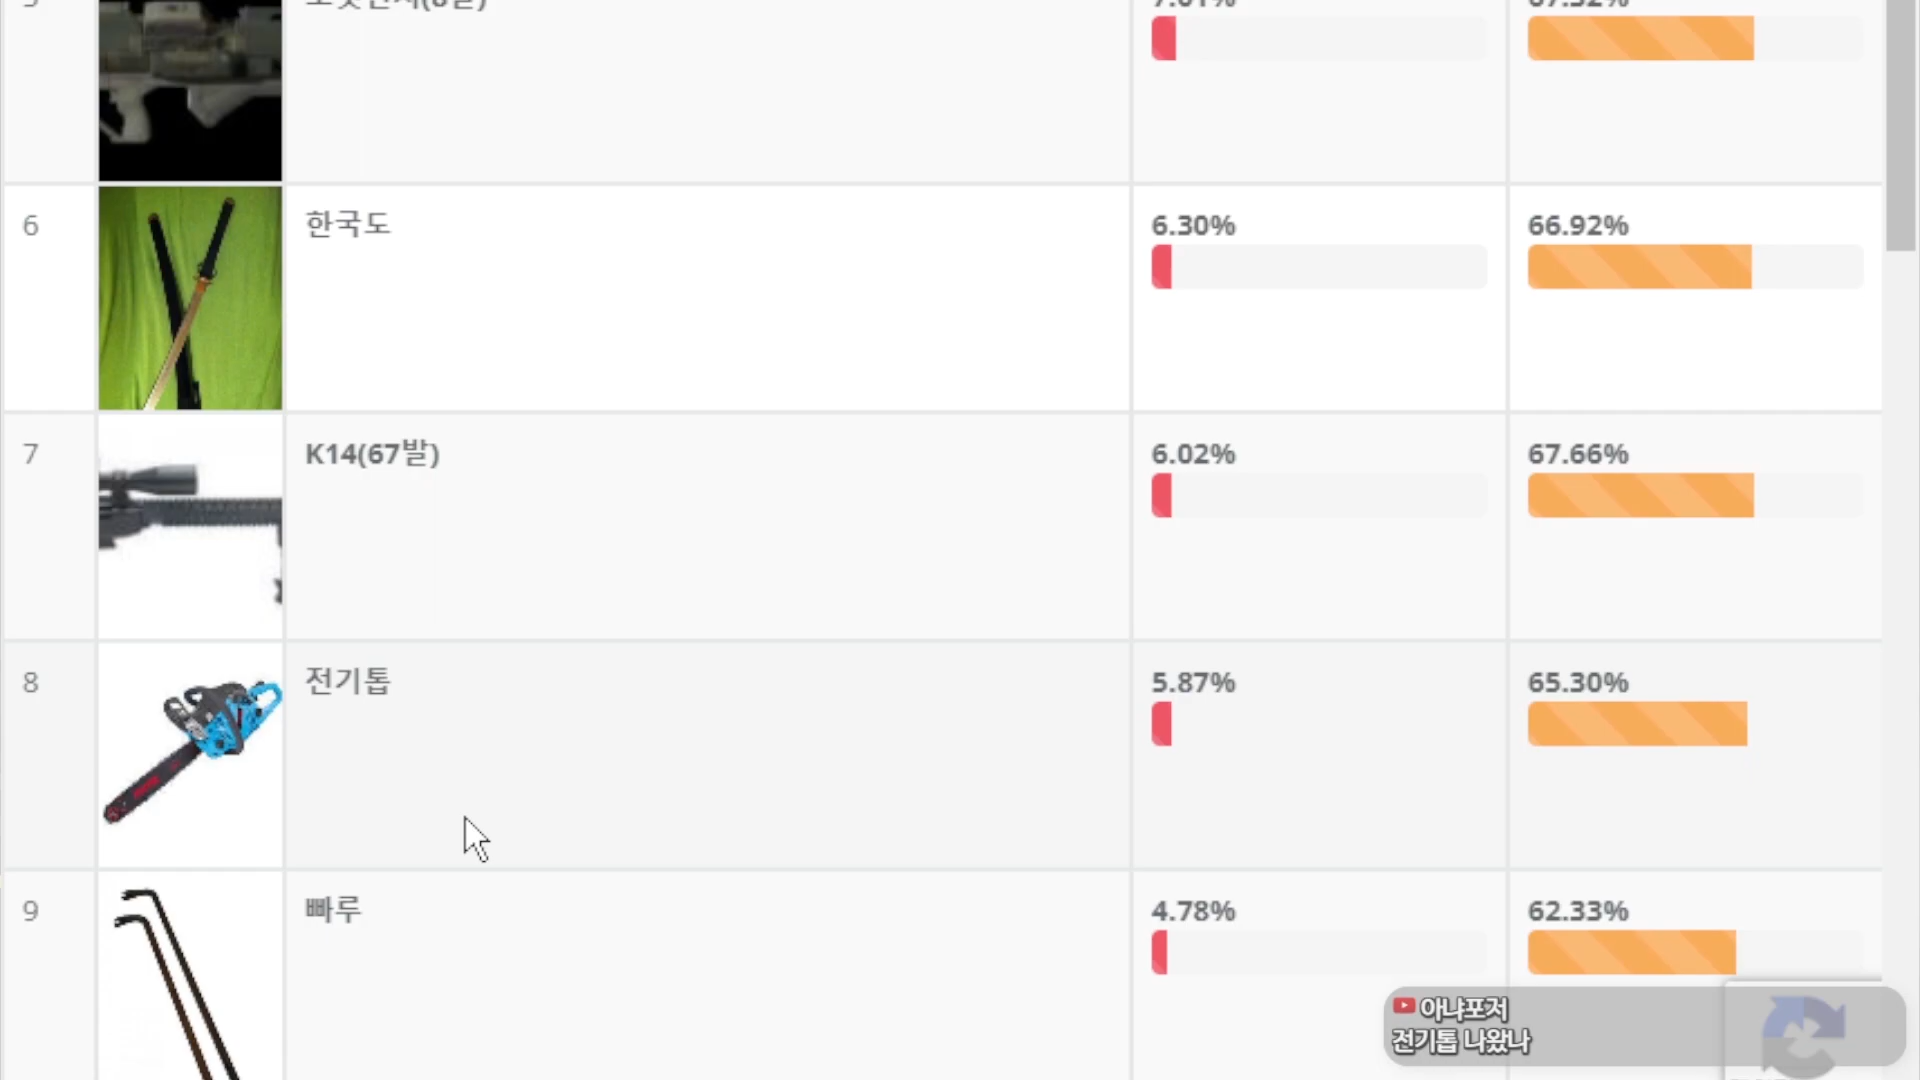 6
한국도
6.30%
66.92%
7
K14(67발)
6.02%
67.66%
8
전기톱
5.87%
65.30%
9
빠루
4.78%
62.33%
아냐포저
전기톱 나왔나